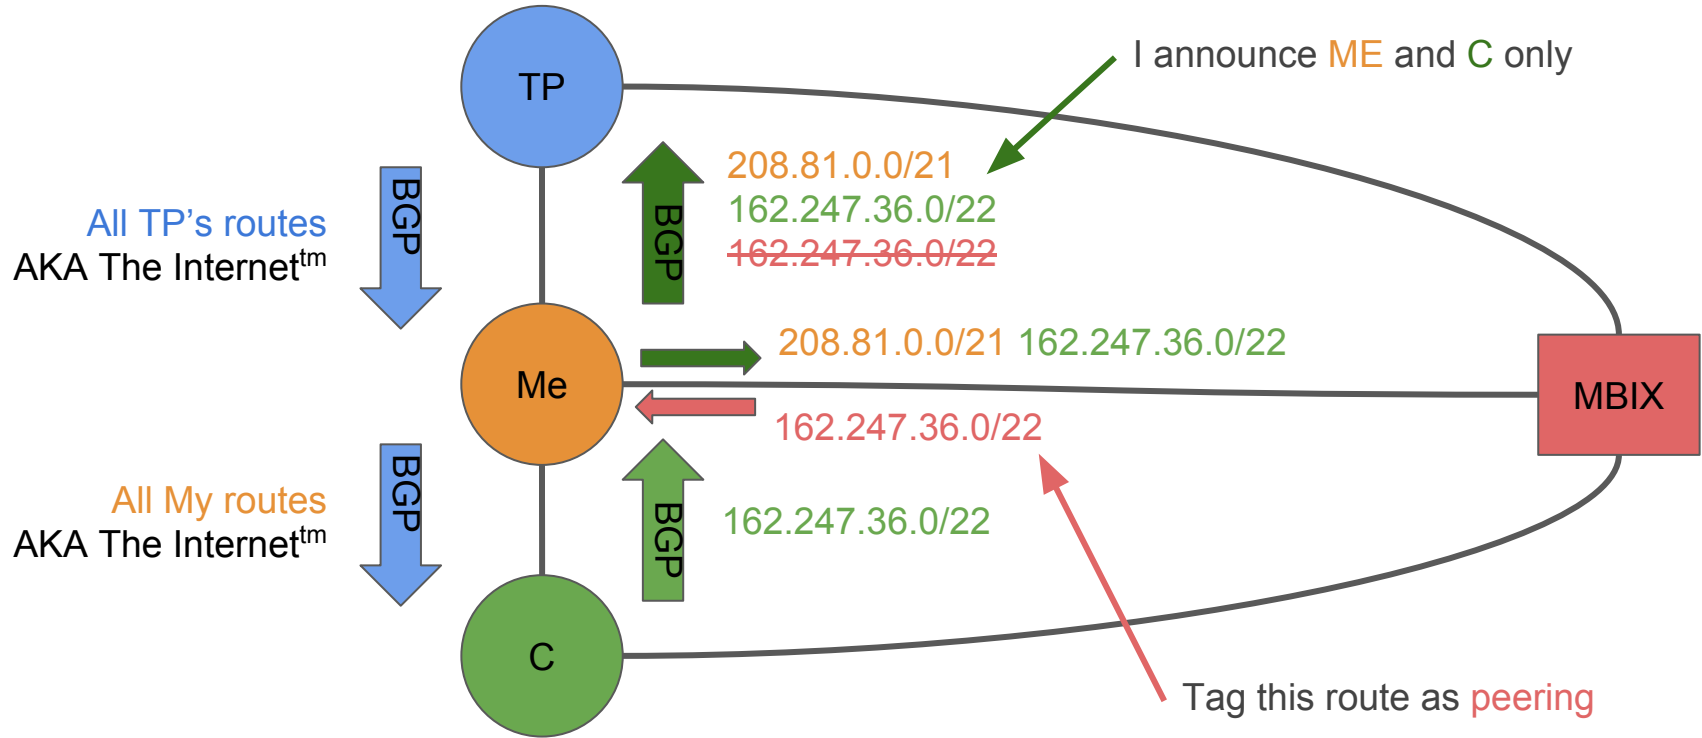 I announce ME and C only
TP
208.81.0.0/21
BGP
162.247.36.0/22
All TP's routes
BGP
162.247.36.0/22
AKA The Internet™
208.81.0.0/21 162.247.36.0/22
Me
MBIX
162.247.36.0/22
BGP
All My routes
162.247.36.0/22
BGP
AKA The Internet™
C
Tag this route as peering